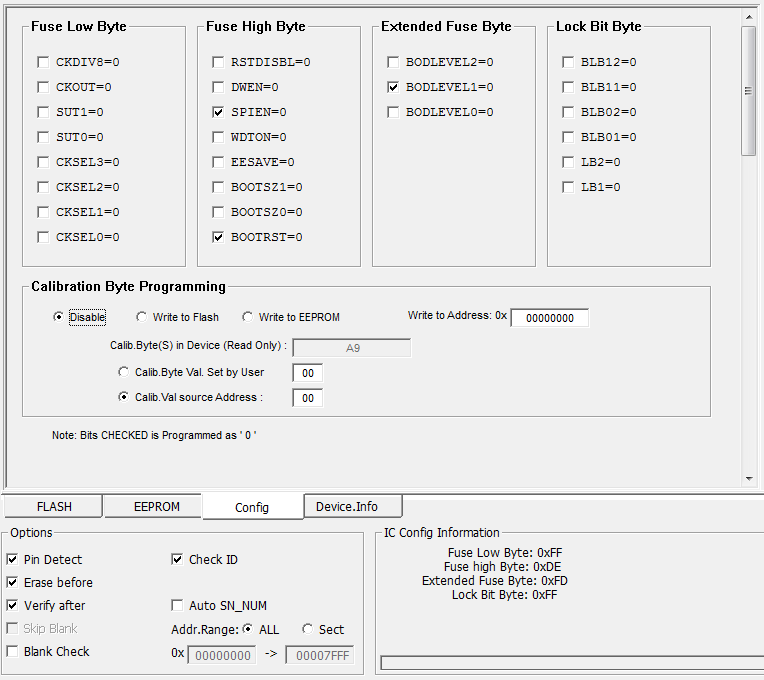 Fuse Low Byte
CKDIV8=0
CKOUT=0
SUT1=0
SUT0=0
CKSEL3=0
CKSEL2=0
CKSEL1=0
CKSEL0=0
Fuse High Byte
RSTDISBL=0
DWEN=0
SPIEN=0
WDTON=0
EESAVE=0
BOOTSZ1=0
BOOTSZ0=0
BOOTRST=0
Extended Fuse Byte
BODLEVEL2=0
BODLEVEL1=0
BODLEVEL0=0
Lock Bit Byte
BLB12=0
BLB11=0
BLB02=0
BLB01=0
LB2=0
LB1=0
Calibration Byte Programming
Disable Write to Flash Write to EEPROM Write to Address: 0x 00000000
Calib.Byte(S) in Device (Read Only) : A9
Calib.Byte Val. Set by User 00
Calib.Val source Address : 00
Note: Bits CHECKED is Programmed as ' 0 '
FLASH EEPROM Config Device.Info
Options
Pin Detect Check ID
Erase before
Verify after Auto SN_NUM
Skip Blank Addr.Range: ALL Sect
Blank Check 0x 00000000 -> 00007FFF
IC Config Information
Fuse Low Byte: 0xFF
Fuse high Byte: 0xDE
Extended Fuse Byte: 0xFD
Lock Bit Byte: 0xFF